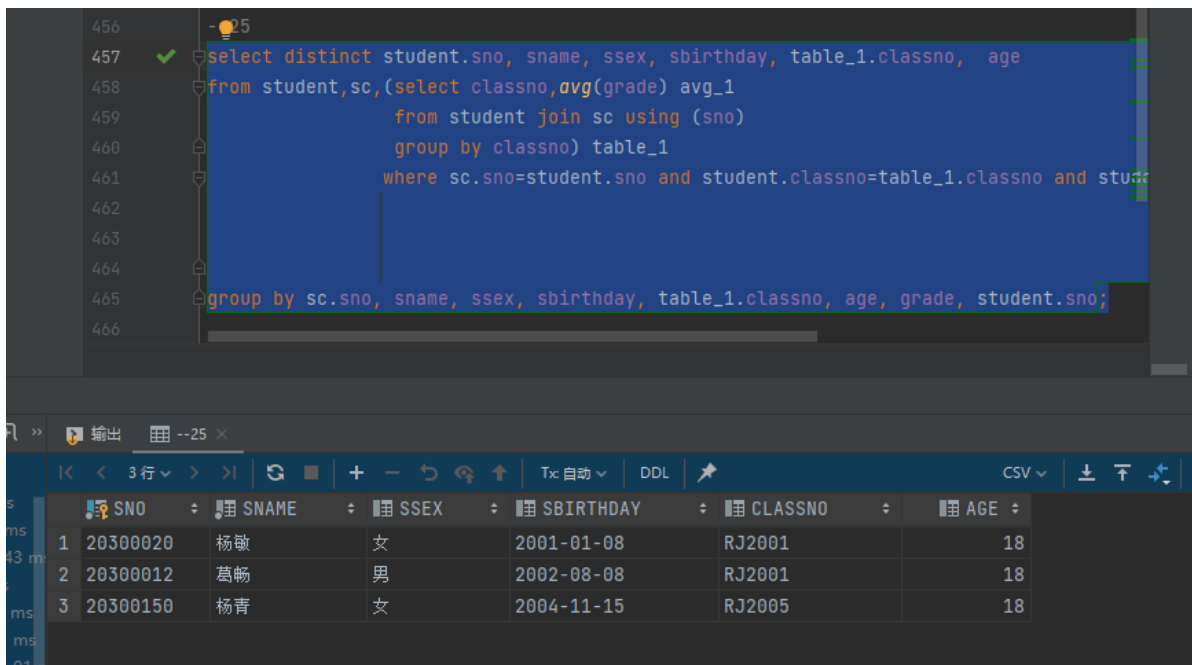 456 --25
457 select distinct student.sno, sname, ssex, sbirthday, table_1.classno, age
458 from student,sc,(select classno,avg(grade) avg_1
459 from student join sc using (sno)
460 group by classno) table_1
461 where sc.sno=student.sno and student.classno=table_1.classno and
462
463
464
465 group by sc.sno, sname, ssex, sbirthday, table_1.classno, age, grade, student.sno;
466
» 输出 --25 ×
3行 Tx: 自动 DDL CSV
SNO SNAME SSEX SBIRTHDAY CLASSNO AGE
1 20300020 杨敏 女 2001-01-08 RJ2001 18
2 20300012 葛畅 男 2002-08-08 RJ2001 18
3 20300150 杨青 女 2004-11-15 RJ2005 18
ms
43 m
ms
ms